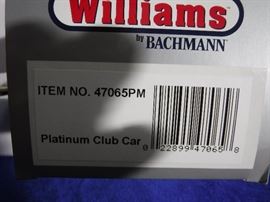 Williams
by BACHMANN
ITEM NO. 47065PM
Platinum Club Car
0 22899 47065 8